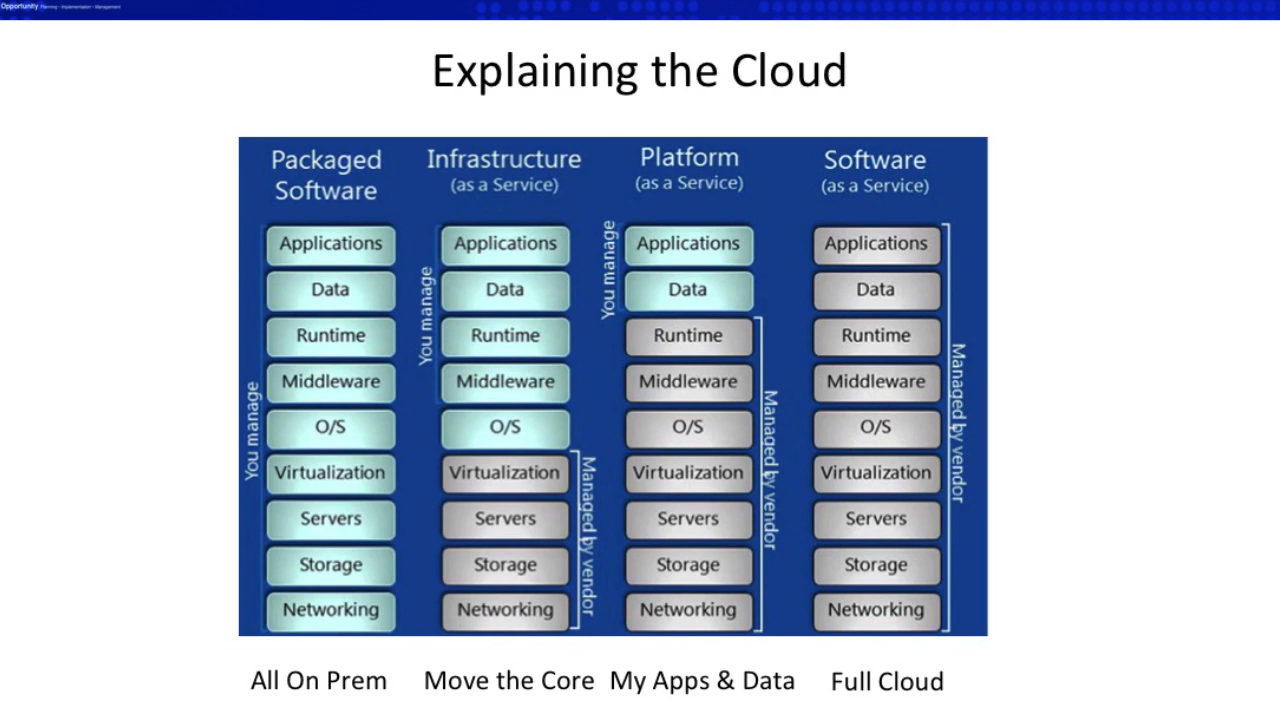 Opportunity Planning - Implementation - Management
Explaining the Cloud
Packaged
Software
You manage
Applications
Data
Runtime
Middleware
O/S
Virtualization
Servers
Storage
Networking
All On Prem
Infrastructure
(as a Service)
You manage
Applications
Data
Runtime
Middleware
O/S
Virtualization
Servers
Storage
Networking
Managed by vendor
Move the Core
Platform
(as a Service)
You manage
Applications
Data
Runtime
Middleware
O/S
Virtualization
Servers
Storage
Networking
Managed by vendor
My Apps & Data
Software
(as a Service)
Applications
Data
Runtime
Middleware
O/S
Virtualization
Servers
Storage
Networking
Managed by vendor
Full Cloud